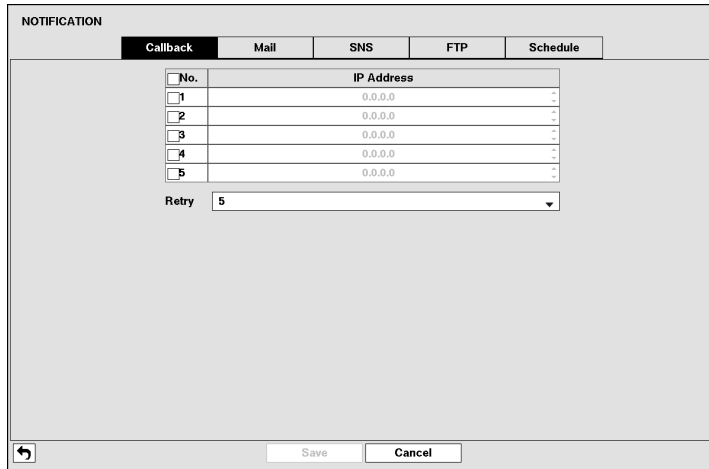 NOTIFICATION
Callback Mail SNS FTP Schedule
No. IP Address
1 0.0.0.0
2 0.0.0.0
3 0.0.0.0
4 0.0.0.0
5 0.0.0.0
Retry 5
Save Cancel